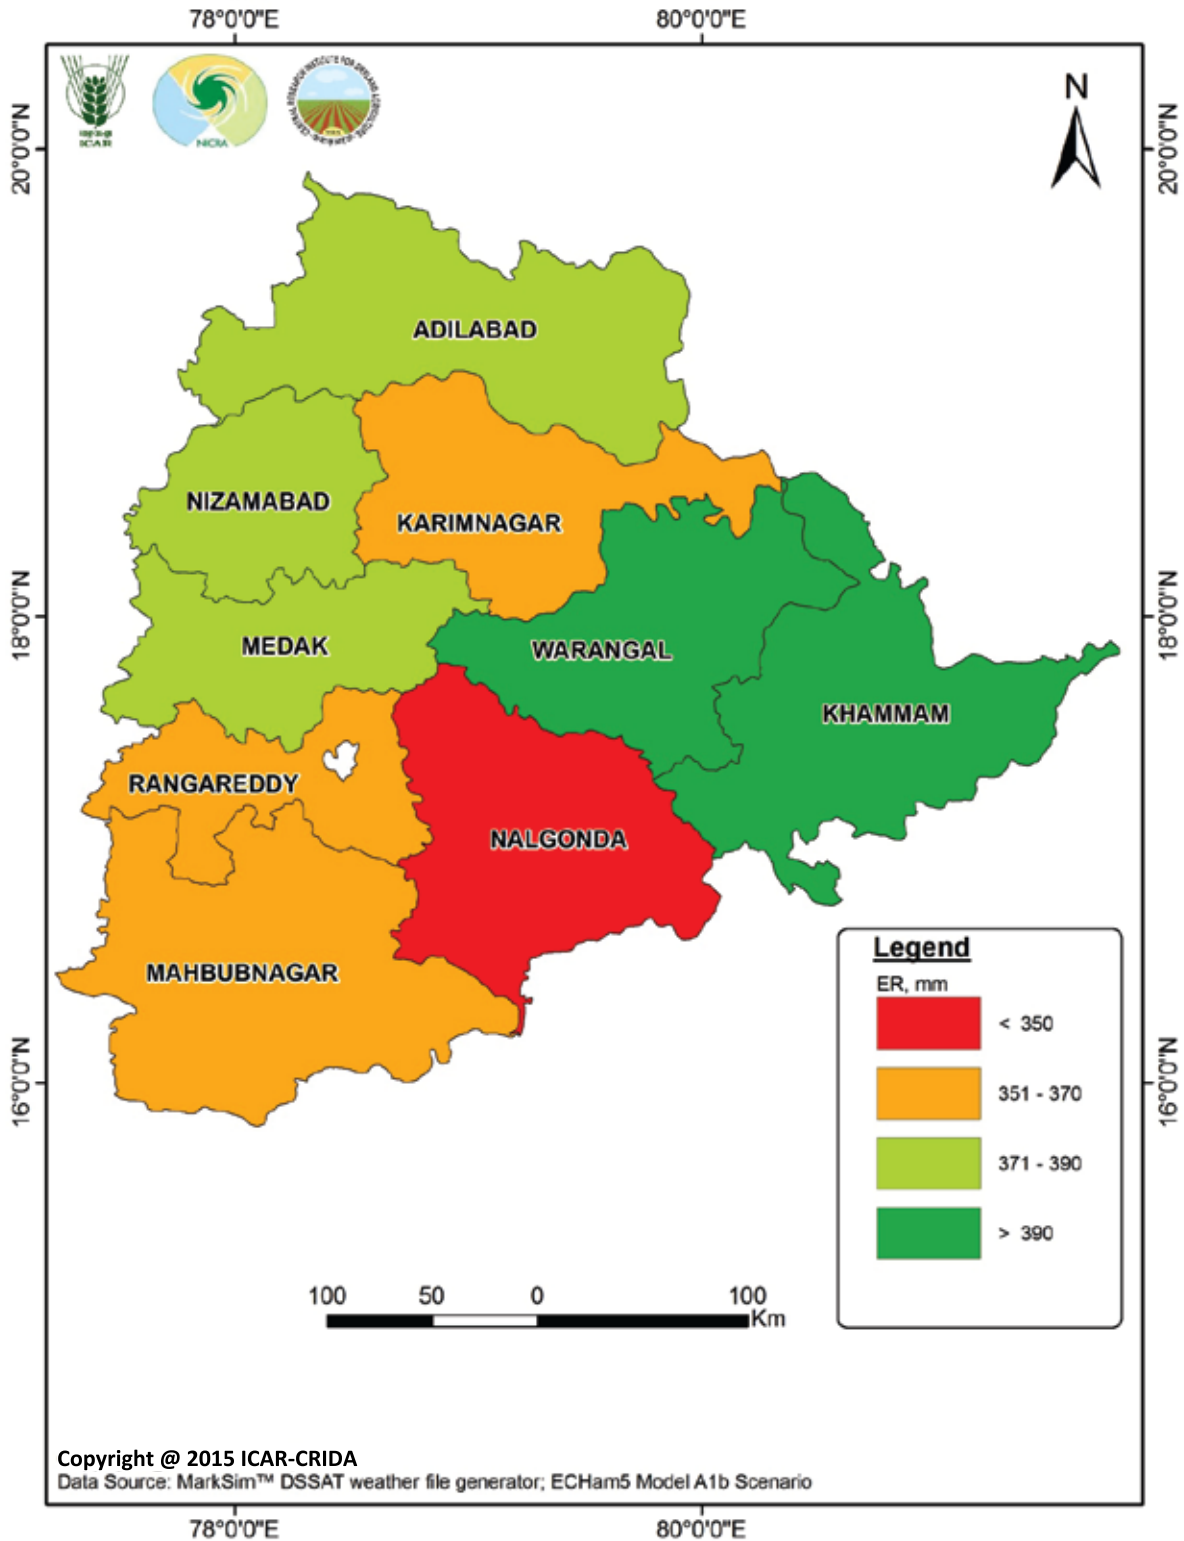 78°0'0"E 80°0'0"E
ICAR
NICRA
N
20°0'0"N 20°0'0"N
ADILABAD
NIZAMABAD
KARIMNAGAR
18°0'0"N 18°0'0"N
MEDAK
WARANGAL
KHAMMAM
RANGAREDDY
NALGONDA
MAHBUBNAGAR
Legend
ER, mm
< 350
16°0'0"N 16°0'0"N
351 - 370
371 - 390
> 390
100 50 0 100
Km
Copyright @ 2015 ICAR-CRIDA
Data Source: MarkSim™ DSSAT weather file generator; ECHam5 Model A1b Scenario
78°0'0"E 80°0'0"E